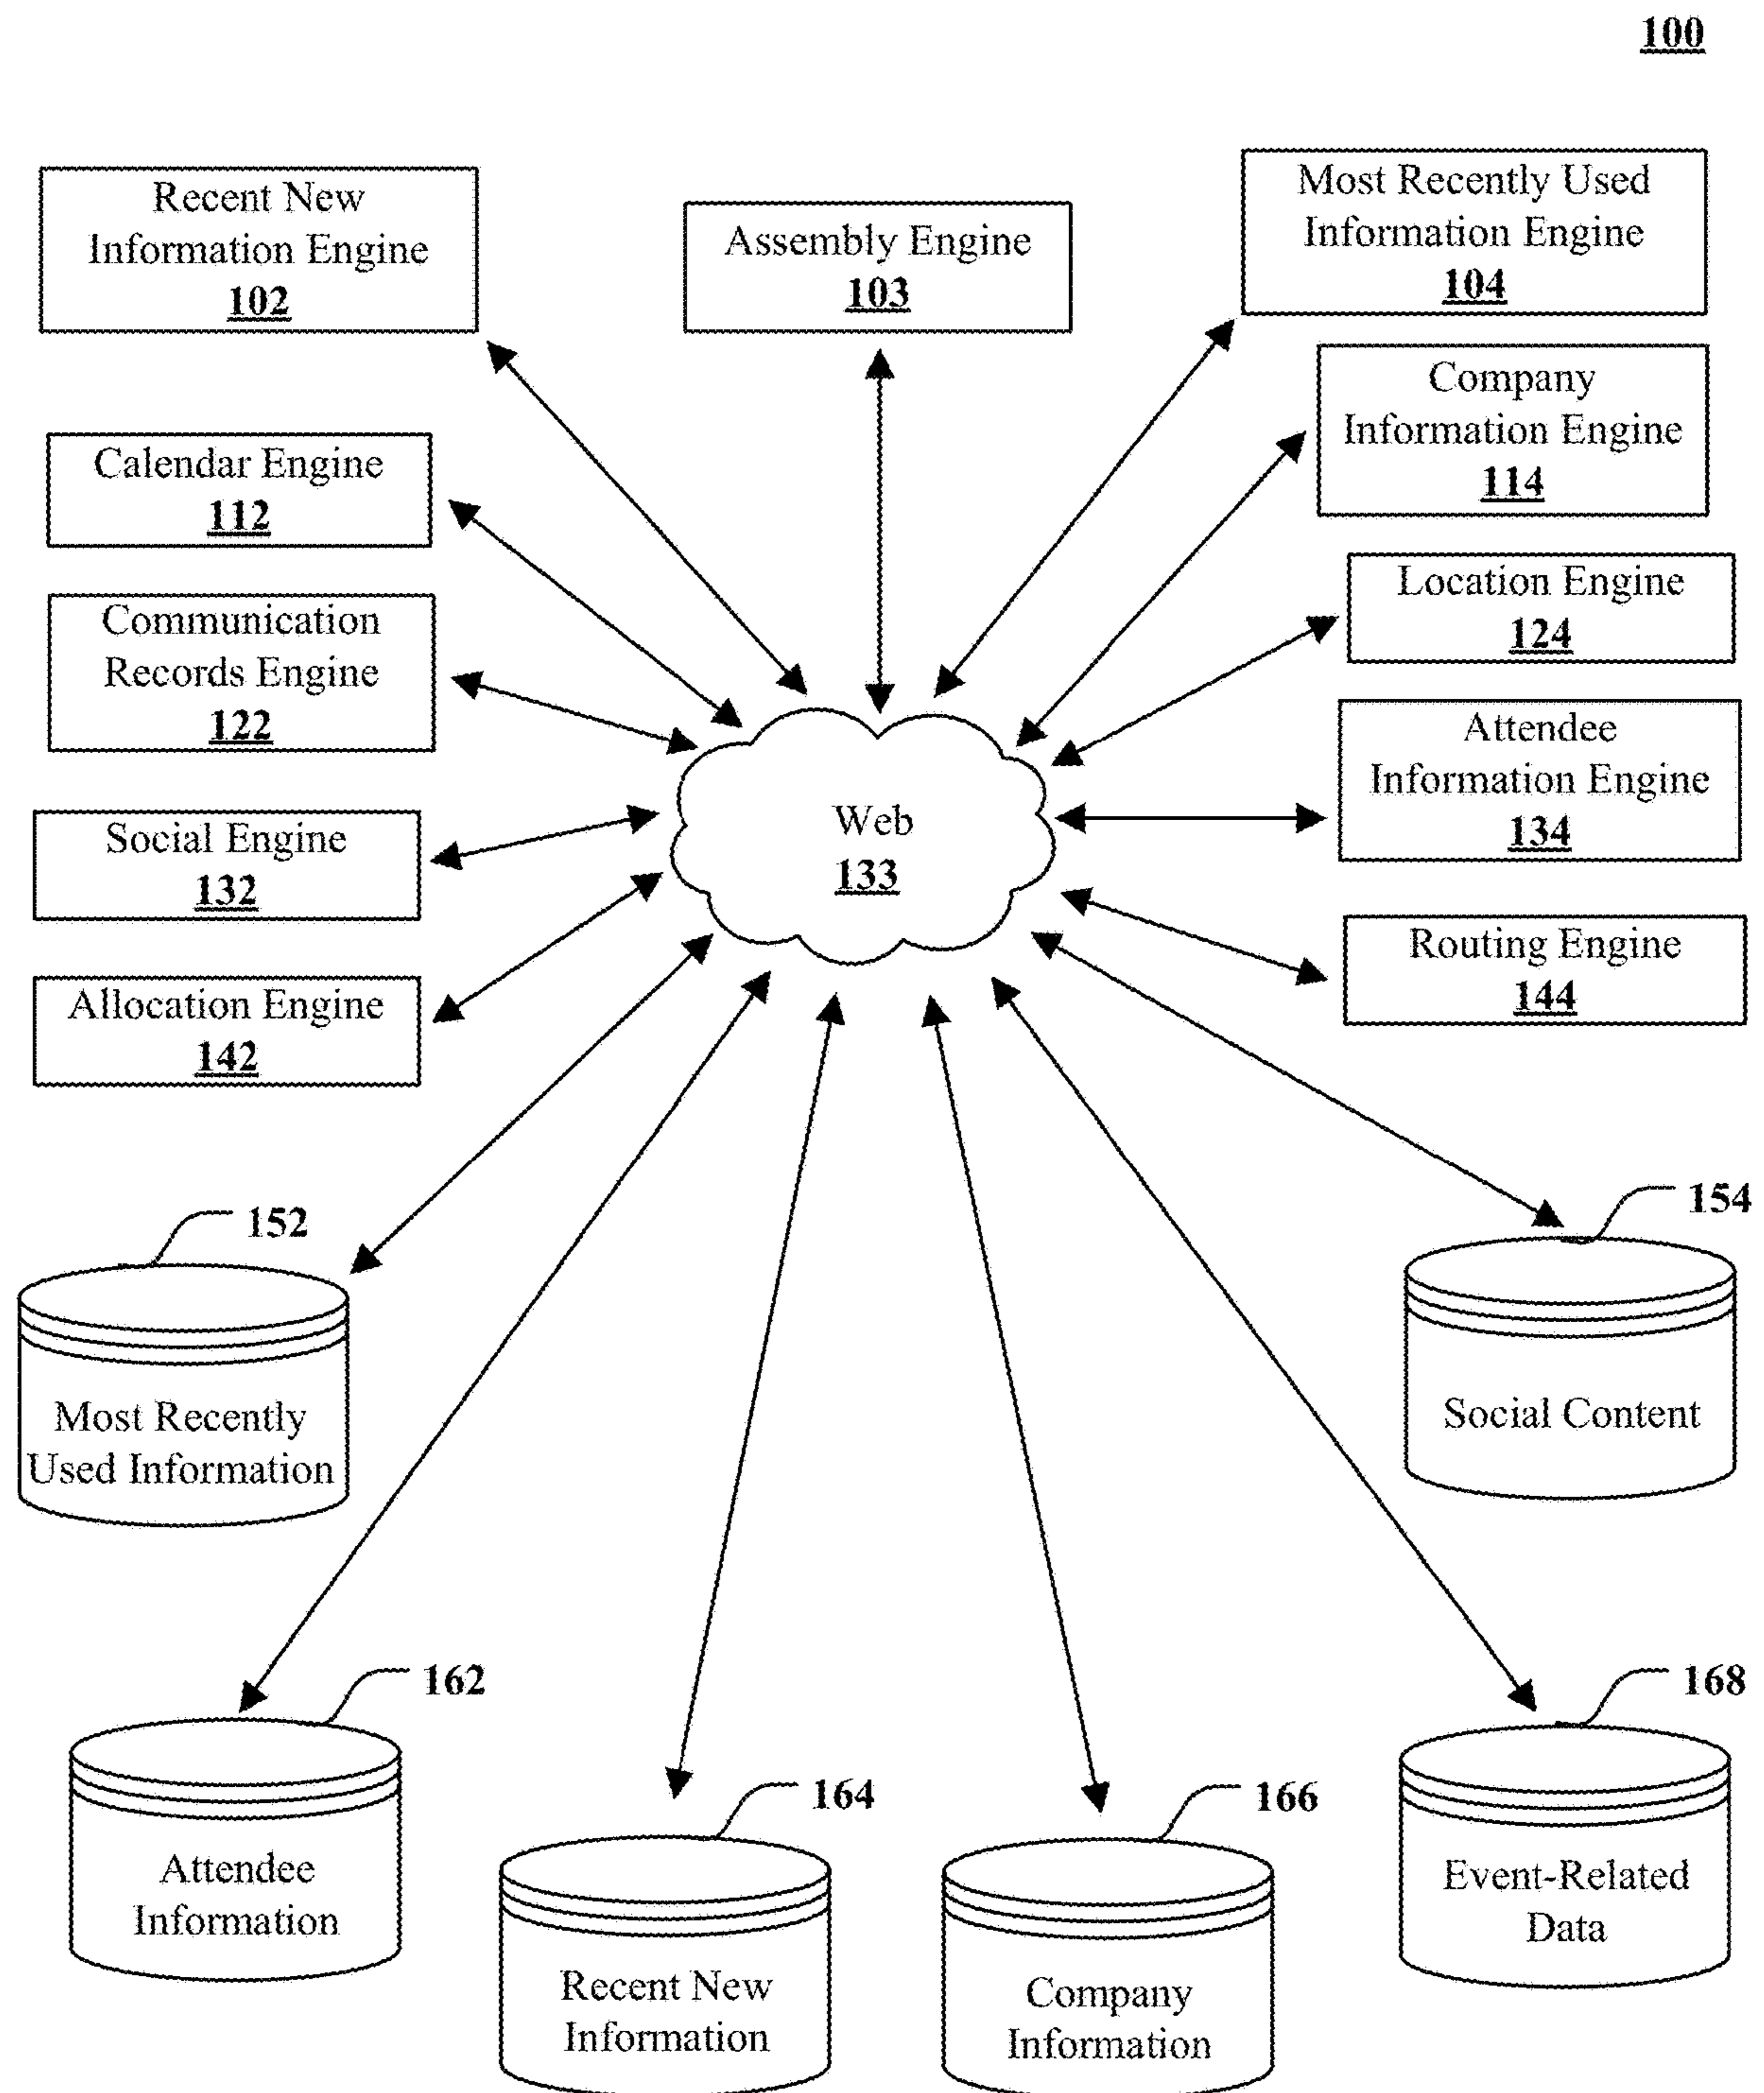 100
Recent New
Information Engine
102
Assembly Engine
103
Most Recently Used
Information Engine
104
Calendar Engine
112
Company
Information Engine
114
Communication
Records Engine
122
Location Engine
124
Social Engine
132
Web
133
Attendee
Information Engine
134
Allocation Engine
142
Routing Engine
144
152
Most Recently
Used Information
154
Social Content
162
Attendee
Information
164
Recent New
Information
166
Company
Information
168
Event-Related
Data